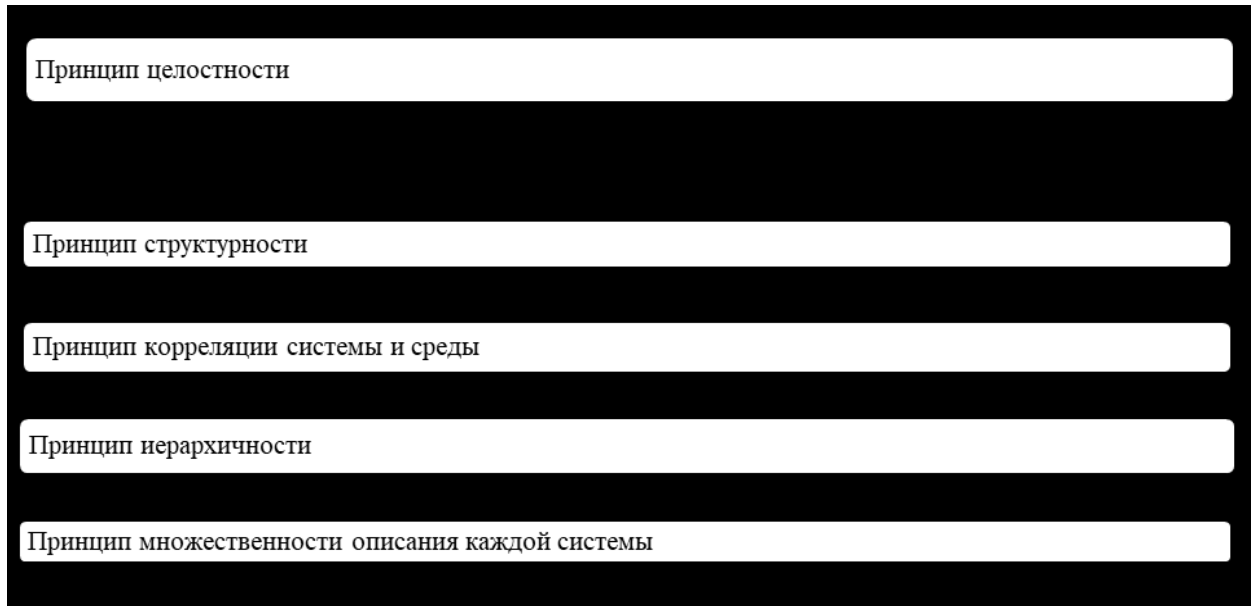 Принцип целостности
Принцип структурности
Принцип корреляции системы и среды
Принцип иерархичности
Принцип множественности описания каждой системы